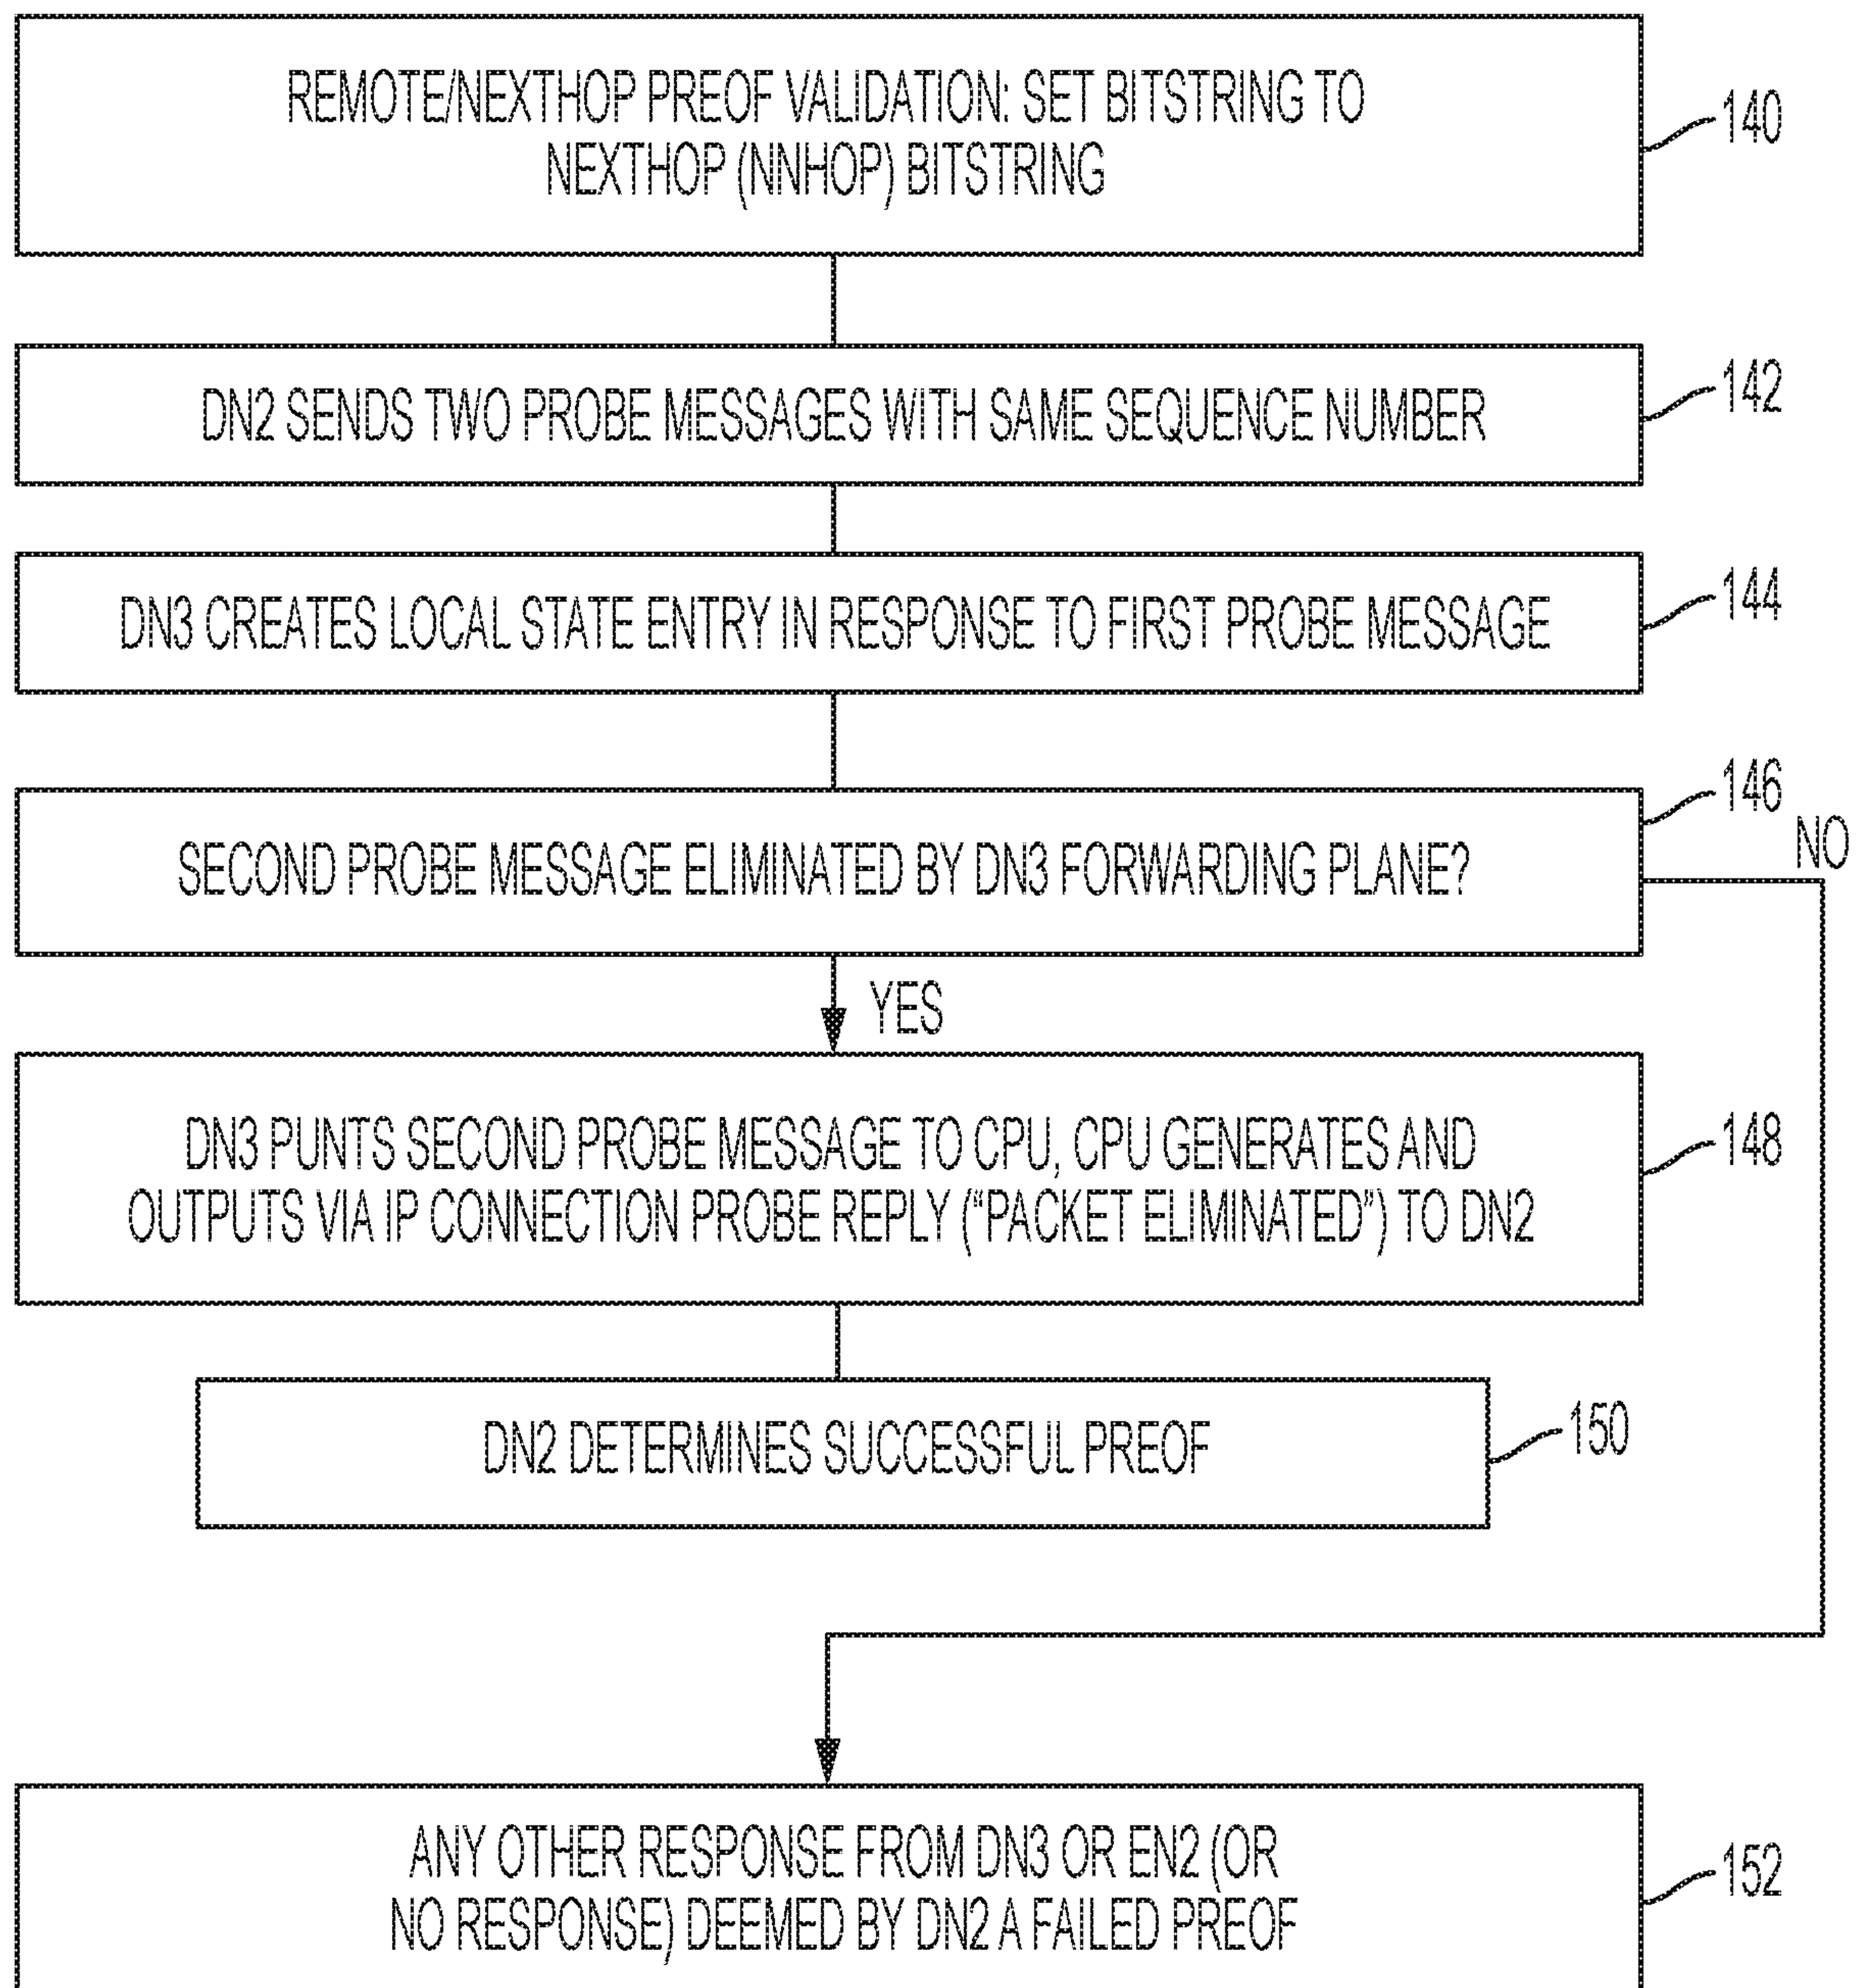 REMOTE/NEXTHOP PREOF VALIDATION: SET BITSTRING TO
NEXTHOP (NNHOP) BITSTRING
140
DN2 SENDS TWO PROBE MESSAGES WITH SAME SEQUENCE NUMBER
142
DN3 CREATES LOCAL STATE ENTRY IN RESPONSE TO FIRST PROBE MESSAGE
144
SECOND PROBE MESSAGE ELIMINATED BY DN3 FORWARDING PLANE?
146
NO
YES
DN3 PUNTS SECOND PROBE MESSAGE TO CPU, CPU GENERATES AND
OUTPUTS VIA IP CONNECTION PROBE REPLY (“PACKET ELIMINATED”) TO DN2
148
DN2 DETERMINES SUCCESSFUL PREOF
150
ANY OTHER RESPONSE FROM DN3 OR EN2 (OR
NO RESPONSE) DEEMED BY DN2 A FAILED PREOF
152